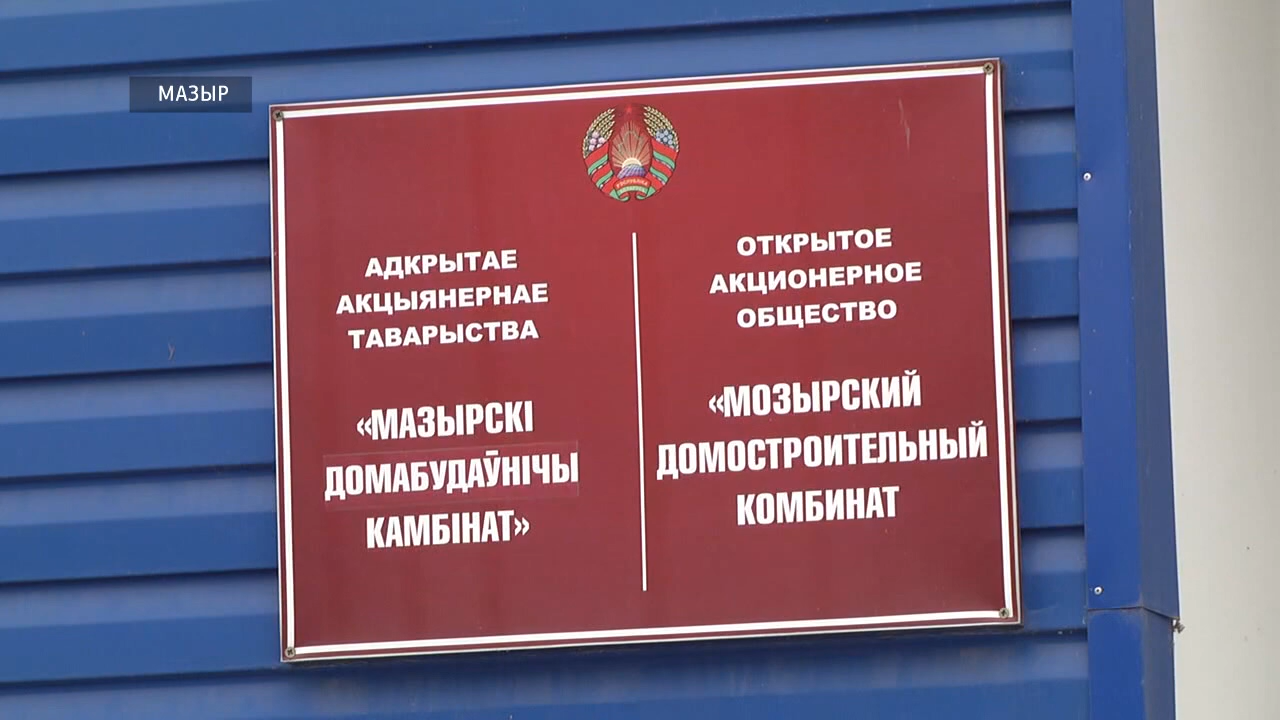 МАЗЫР
АДКРЫТАЕ
АКЦЫЯНЕРНАЕ
ТАВАРЫСТВА
«МАЗЫРСКІ
ДОМАБУДАЎНІЧЫ
КАМБІНАТ»
ОТКРЫТОЕ
АКЦИОНЕРНОЕ
ОБЩЕСТВО
«МОЗЫРСКИЙ
ДОМОСТРОИТЕЛЬНЫЙ
КОМБИНАТ